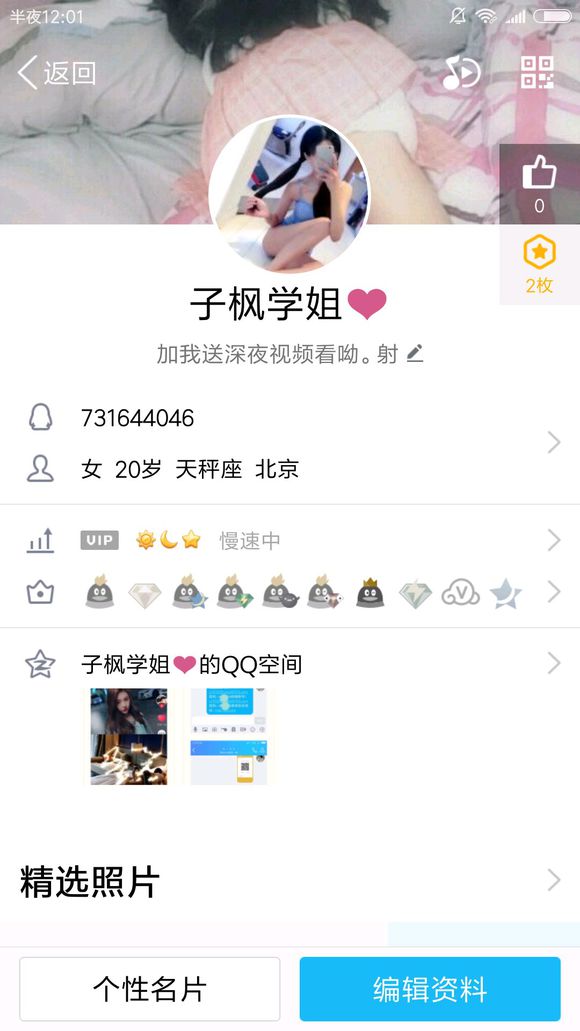 半夜12:01
返回
0
2枚
子枫学姐❤
加我送深夜视频看呦。射
731644046
女 20岁 天秤座 北京
VIP 慢速中
子枫学姐❤的QQ空间
精选照片
个性名片
编辑资料